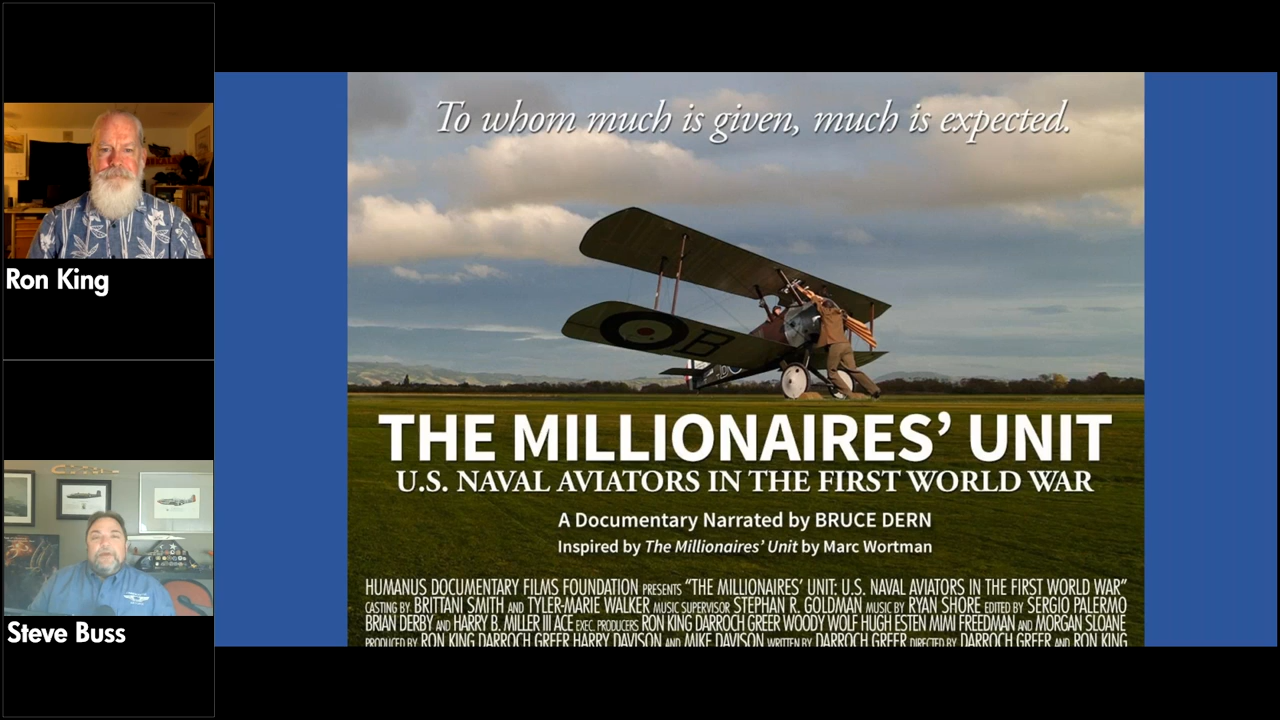 Ron King
Steve Buss
To whom much is given, much is expected.
B
THE MILLIONAIRES' UNIT
U.S. NAVAL AVIATORS IN THE FIRST WORLD WAR
A Documentary Narrated by BRUCE DERN
Inspired by The Millionaires' Unit by Marc Wortman
HUMANUS DOCUMENTARY FILMS FOUNDATION PRESENTS "THE MILLIONAIRES' UNIT: U.S. NAVAL AVIATORS IN THE FIRST WORLD WAR"
CASTING BY BRITTANI SMITH AND TYLER-MARIE WALKER MUSIC SUPERVISOR STEPHAN R. GOLDMAN MUSIC BY RYAN SHORE EDITED BY SERGIO PALERMO
BRIAN DERBY AND HARRY B. MILLER III ACE EXEC. PRODUCERS RON KING DARROCH GREER WOODY WOLF HUGH ESTEN MIMI FREEDMAN AND MORGAN SLOANE
PRODUCED BY RON KING DARROCH GREER HARRY DAVISON AND MIKE DAVISON WRITTEN BY DARROCH GREER DIRECTED BY DARROCH GREER AND RON KING